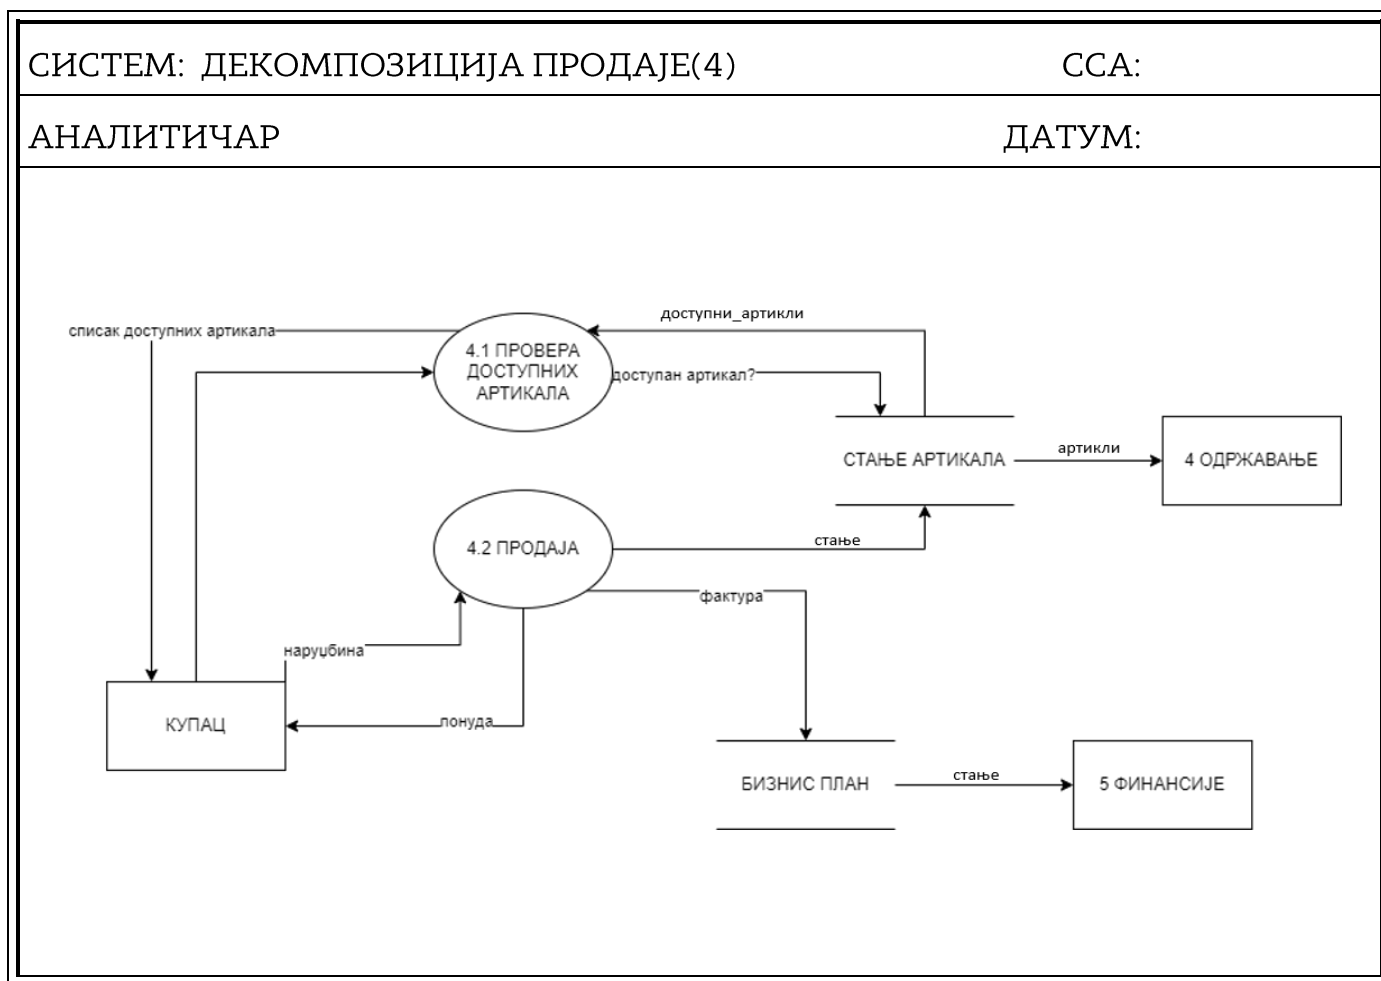 СИСТЕМ: ДЕКОМПОЗИЦИЈА ПРОДАЈЕ(4)
ССА:
АНАЛИТИЧАР
ДАТУМ:
доступни_артикли
списак доступних артикала
4.1 ПРОВЕРА
ДОСТУПНИХ
АРТИКАЛА
доступан артикал?
СТАЊЕ АРТИКАЛА
артикли
4 ОДРЖАВАЊЕ
4.2 ПРОДАЈА
стање
фактура
наруџбина
КУПАЦ
понуда
БИЗНИС ПЛАН
стање
5 ФИНАНСИЈЕ